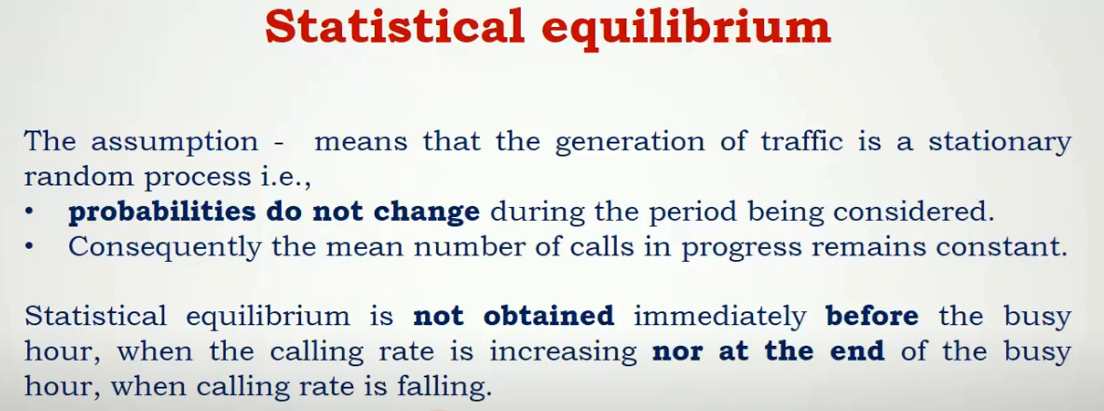 Statistical equilibrium
The assumption - means that the generation of traffic is a stationary
random process i.e.,
• probabilities do not change during the period being considered.
• Consequently the mean number of calls in progress remains constant.
Statistical equilibrium is not obtained immediately before the busy
hour, when the calling rate is increasing nor at the end of the busy
hour, when calling rate is falling.